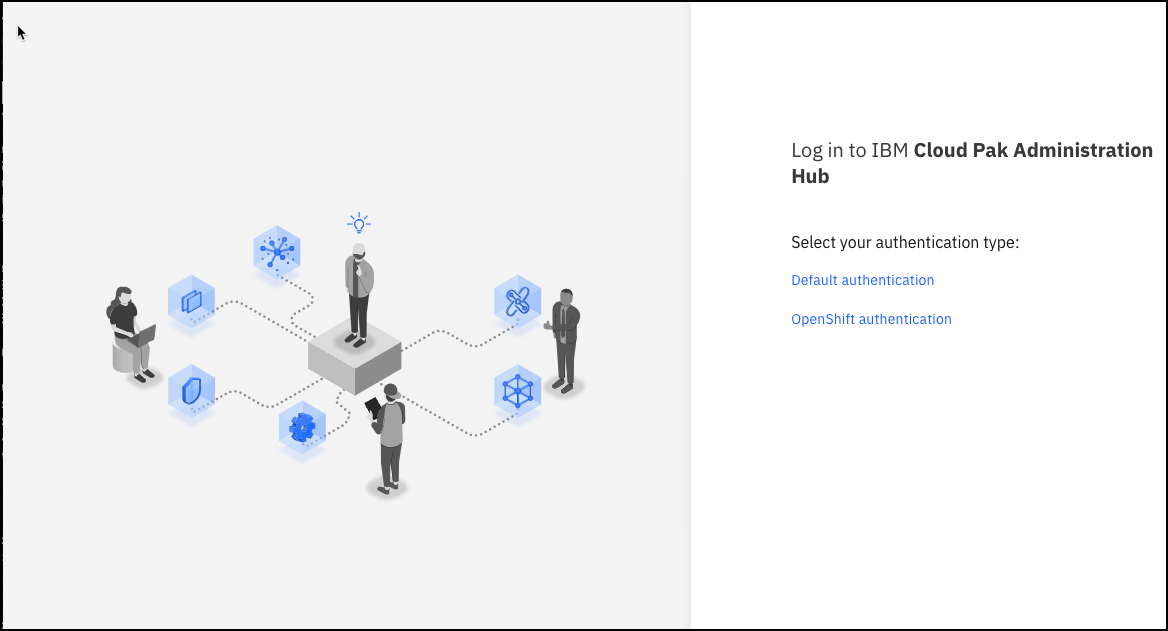 Log in to IBM Cloud Pak Administration
Hub
Select your authentication type:
Default authentication
OpenShift authentication